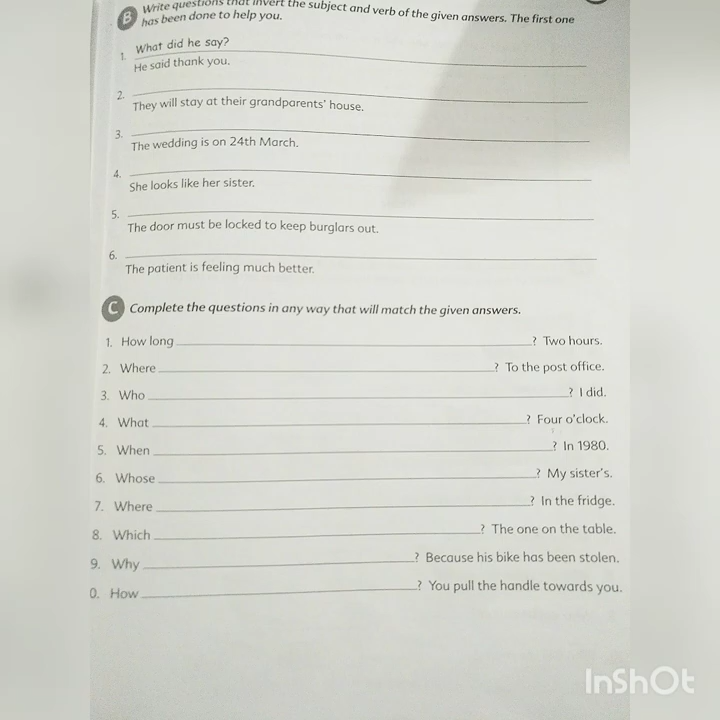 B Write questions that invert the subject and verb of the given answers. The first one
has been done to help you.
What did he say?
1.
He said thank you.
2.
They will stay at their grandparents' house.
3.
The wedding is on 24th March.
4.
She looks like her sister.
5.
The door must be locked to keep burglars out.
6.
The patient is feeling much better.
C Complete the questions in any way that will match the given answers.
1. How long ? Two hours.
2. Where ? To the post office.
3. Who ? I did.
4. What ? Four o'clock.
5. When ? In 1980.
6. Whose ? My sister's.
7. Where ? In the fridge.
8. Which ? The one on the table.
9. Why ? Because his bike has been stolen.
0. How ? You pull the handle towards you.
InShOt